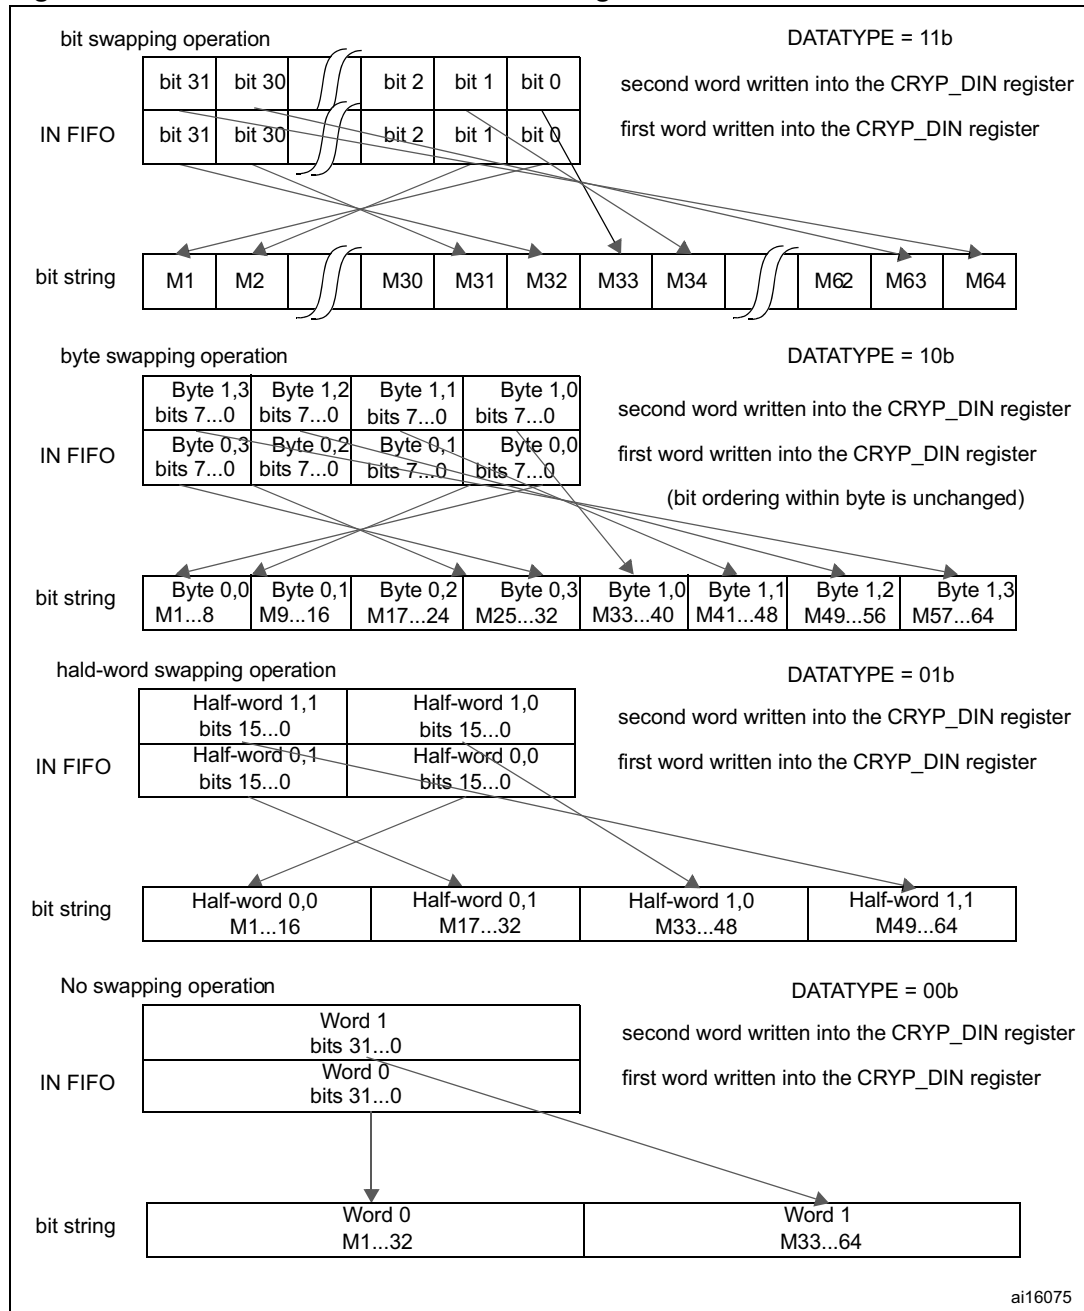 bit swapping operation DATATYPE = 11b
bit 31 bit 30 bit 2 bit 1 bit 0 second word written into the CRYP_DIN register
IN FIFO bit 31 bit 30 bit 2 bit 1 bit 0 first word written into the CRYP_DIN register
bit string M1 M2 M30 M31 M32 M33 M34 M62 M63 M64
byte swapping operation DATATYPE = 10b
Byte 1,3 Byte 1,2 Byte 1,1 Byte 1,0
bits 7...0 bits 7...0 bits 7...0 bits 7...0 second word written into the CRYP_DIN register
IN FIFO Byte 0,3 Byte 0,2 Byte 0,1 Byte 0,0 first word written into the CRYP_DIN register
bits 7...0 bits 7...0 bits 7...0 bits 7...0
(bit ordering within byte is unchanged)
bit string Byte 0,0 Byte 0,1 Byte 0,2 Byte 0,3 Byte 1,0 Byte 1,1 Byte 1,2 Byte 1,3
M1...8 M9...16 M17...24 M25...32 M33...40 M41...48 M49...56 M57...64
hald-word swapping operation DATATYPE = 01b
Half-word 1,1 Half-word 1,0
bits 15...0 bits 15...0 second word written into the CRYP_DIN register
IN FIFO Half-word 0,1 Half-word 0,0 first word written into the CRYP_DIN register
bits 15...0 bits 15...0
bit string Half-word 0,0 Half-word 0,1 Half-word 1,0 Half-word 1,1
M1...16 M17...32 M33...48 M49...64
No swapping operation DATATYPE = 00b
Word 1
bits 31...0 second word written into the CRYP_DIN register
IN FIFO Word 0 first word written into the CRYP_DIN register
bits 31...0
bit string Word 0 Word 1
M1...32 M33...64
ai16075